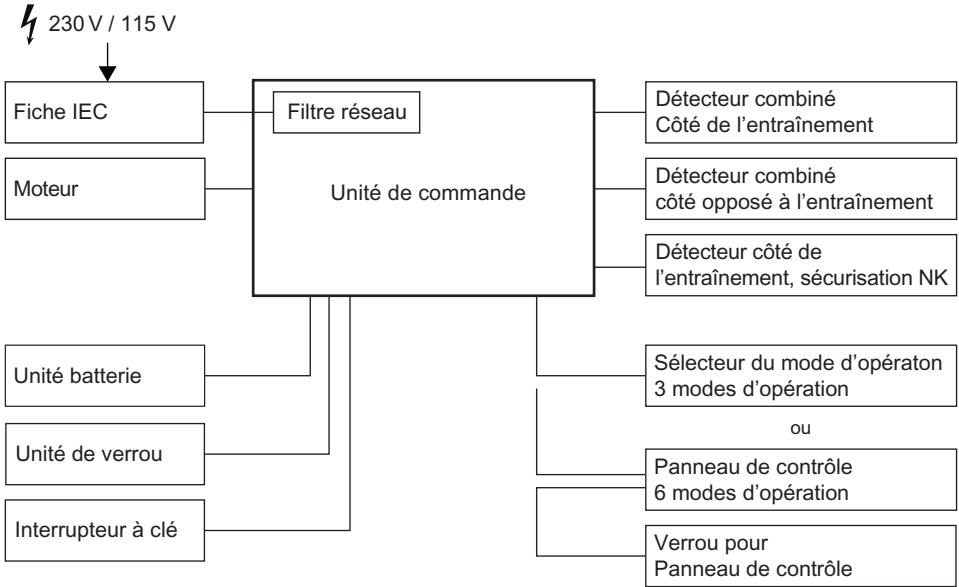 230 V / 115 V
Fiche IEC
Filtre réseau
Moteur
Unité de commande
Détecteur combiné
Côté de l'entraînement
Détecteur combiné
côté opposé à l'entraînement
Détecteur côté de
l'entraînement, sécurisation NK
Unité batterie
Unité de verrou
Interrupteur à clé
Sélecteur du mode d'opératon
3 modes d'opération
ou
Panneau de contrôle
6 modes d'opération
Verrou pour
Panneau de contrôle